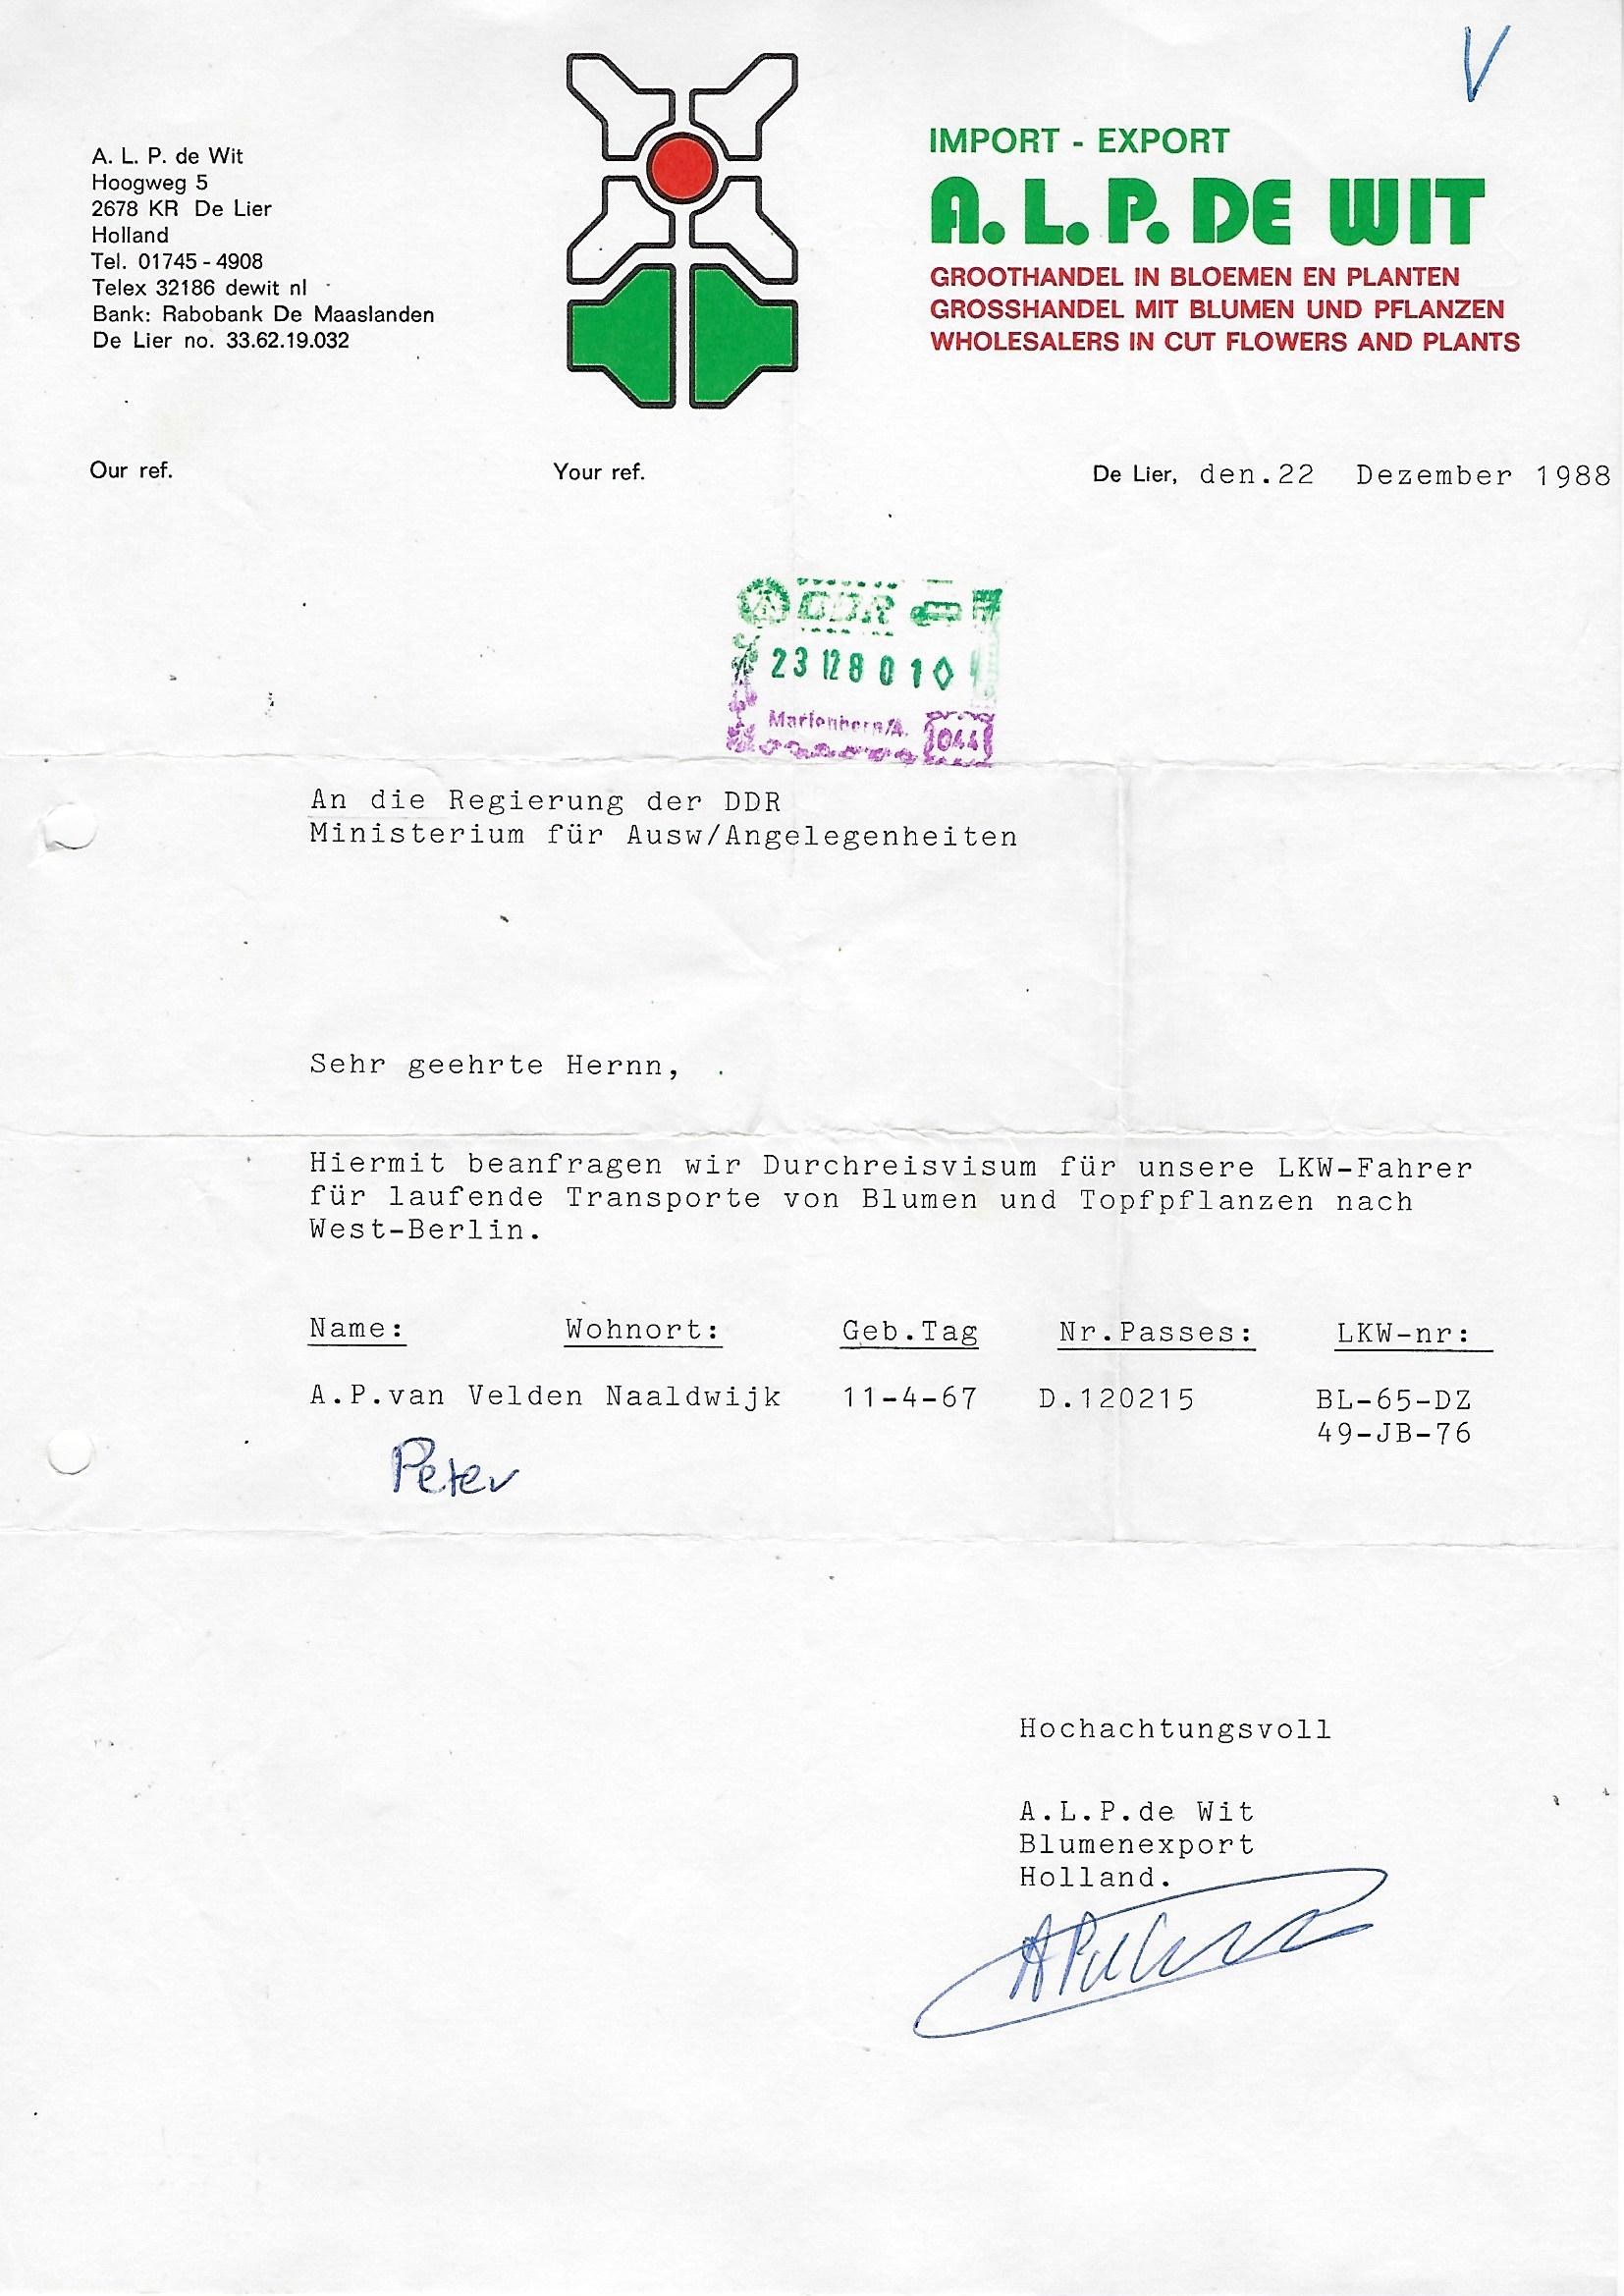 V
A. L. P. de Wit
Hoogweg 5
2678 KR De Lier
Holland
Tel. 01745 - 4908
Telex 32186 dewit nl
Bank: Rabobank De Maaslanden
De Lier no. 33.62.19.032
IMPORT - EXPORT
A. L. P. DE WIT
GROOTHANDEL IN BLOEMEN EN PLANTEN
GROSSHANDEL MIT BLUMEN UND PFLANZEN
WHOLESALERS IN CUT FLOWERS AND PLANTS
Our ref.
Your ref.
De Lier, den.22 Dezember 1988
DDR
23 12 8 0 1 ◊
Marienborn/A. 044
An die Regierung der DDR
Ministerium für Ausw/Angelegenheiten
Sehr geehrte Hernn, .
Hiermit beanfragen wir Durchreisvisum für unsere LKW-Fahrer
für laufende Transporte von Blumen und Topfpflanzen nach
West-Berlin.
Name: Wohnort: Geb.Tag Nr.Passes: LKW-nr:
A.P.van Velden Naaldwijk 11-4-67 D.120215 BL-65-DZ
49-JB-76
Peter
Hochachtungsvoll
A.L.P.de Wit
Blumenexport
Holland.